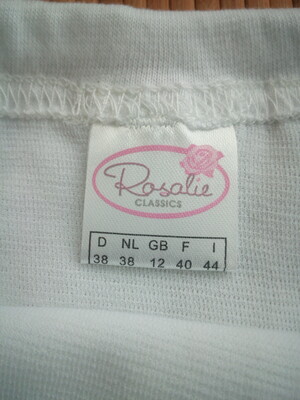 Rosalie
CLASSICS
D NL GB F I
38 38 12 40 44